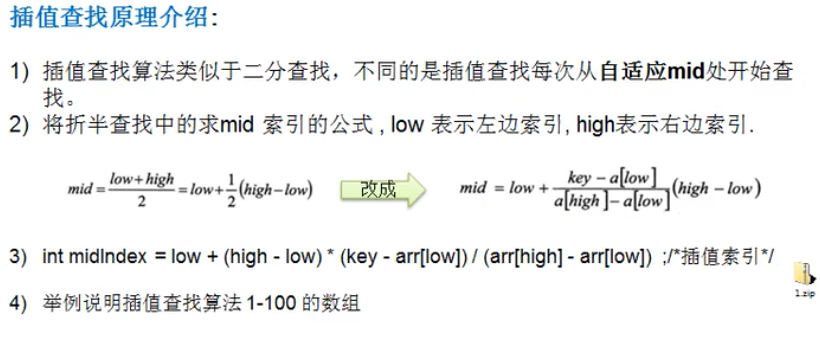 插值查找原理介绍:
1) 插值查找算法类似于二分查找，不同的是插值查找每次从自适应mid处开始查
找。
2) 将折半查找中的求mid 索引的公式 , low 表示左边索引, high表示右边索引.
mid = \frac{low+high}{2} = low + \frac{1}{2}(high−low) 改成 mid = low + \frac{key − a[low]}{a[high]− a[low]}(high − low)
3) int midIndex = low + (high - low) * (key - arr[low]) / (arr[high] - arr[low]) ;/*插值索引*/
1.zip
4) 举例说明插值查找算法 1-100 的数组